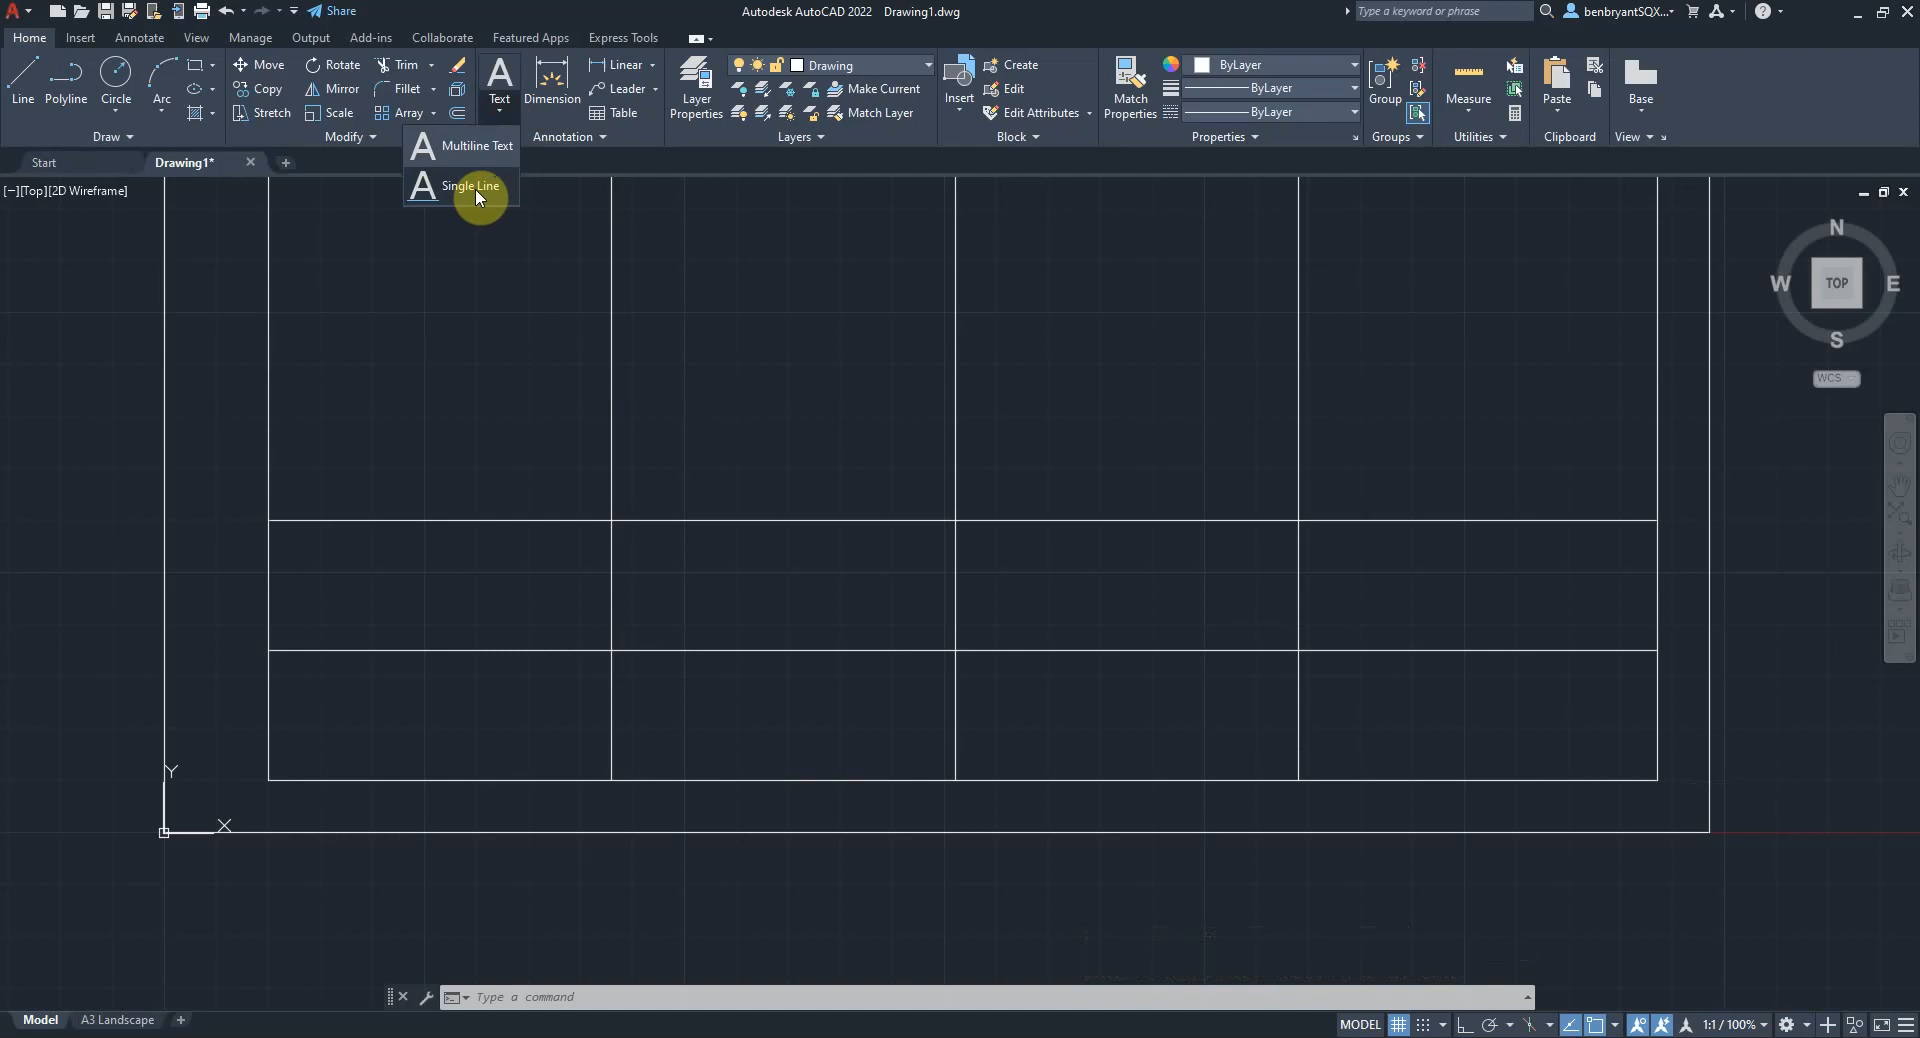 Share
Autodesk AutoCAD 2022 Drawing1.dwg
Type a keyword or phrase
benbryantSQX...
Home Insert Annotate View Manage Output Add-ins Collaborate Featured Apps Express Tools
Line Polyline Circle Arc
Move Rotate Trim
Copy Mirror Fillet
Stretch Scale Array
Text Dimension
Linear
Leader
Table
Layer Properties
Drawing
Make Current
Match Layer
Insert
Create
Edit
Edit Attributes
Match Properties
ByLayer
ByLayer
ByLayer
Group
Measure
Paste
Base
Draw Modify Annotation Layers Block Properties Groups Utilities Clipboard View
Multiline Text
Single Line
Start Drawing1*
[−][Top][2D Wireframe]
N
W TOP E
S
WCS
Y
X
Type a command
Model A3 Landscape
MODEL 1:1 / 100%